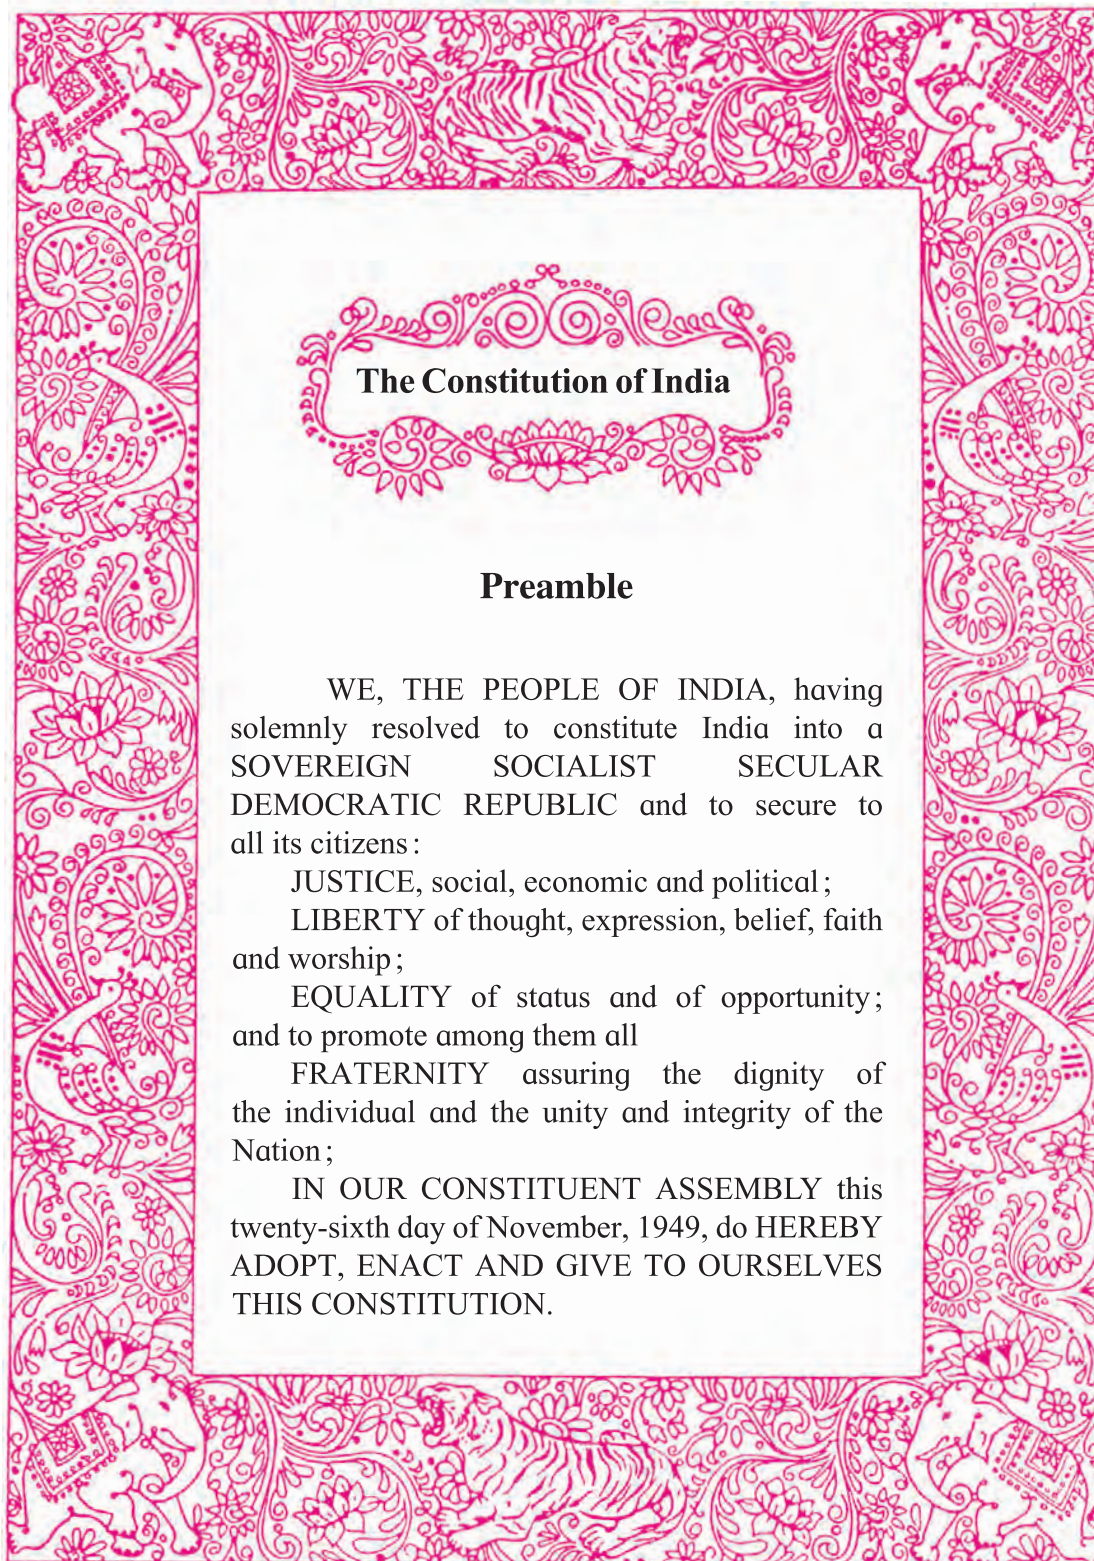 The Constitution of India
Preamble
WE, THE PEOPLE OF INDIA, having
solemnly resolved to constitute India into a
SOVEREIGN SOCIALIST SECULAR
DEMOCRATIC REPUBLIC and to secure to
all its citizens :
JUSTICE, social, economic and political ;
LIBERTY of thought, expression, belief, faith
and worship ;
EQUALITY of status and of opportunity ;
and to promote among them all
FRATERNITY assuring the dignity of
the individual and the unity and integrity of the
Nation ;
IN OUR CONSTITUENT ASSEMBLY this
twenty-sixth day of November, 1949, do HEREBY
ADOPT, ENACT AND GIVE TO OURSELVES
THIS CONSTITUTION.